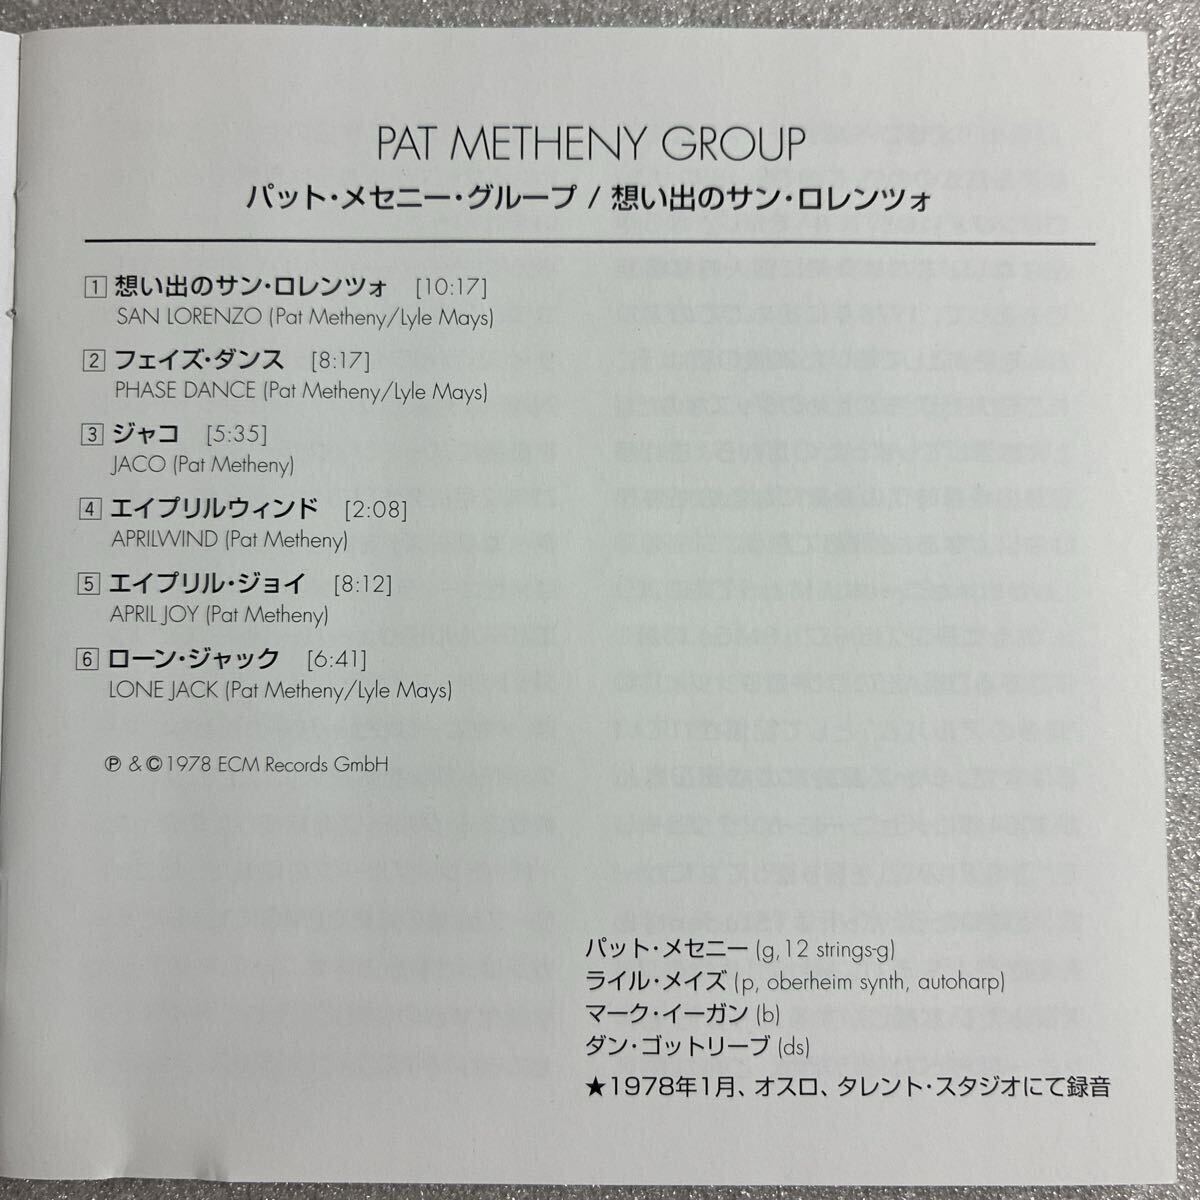 PAT METHENY GROUP
パット・メセニー・グループ / 想い出のサン・ロレンツォ
1 想い出のサン・ロレンツォ [10:17]
SAN LORENZO (Pat Metheny/Lyle Mays)
2 フェイズ・ダンス [8:17]
PHASE DANCE (Pat Metheny/Lyle Mays)
3 ジャコ [5:35]
JACO (Pat Metheny)
4 エイプリルウィンド [2:08]
APRILWIND (Pat Metheny)
5 エイプリル・ジョイ [8:12]
APRIL JOY (Pat Metheny)
6 ローン・ジャック [6:41]
LONE JACK (Pat Metheny/Lyle Mays)
℗ & © 1978 ECM Records GmbH
パット・メセニー (g, 12 strings-g)
ライル・メイズ (p, oberheim synth, autoharp)
マーク・イーガン (b)
ダン・ゴットリーブ (ds)
★1978年1月、オスロ、タレント・スタジオにて録音